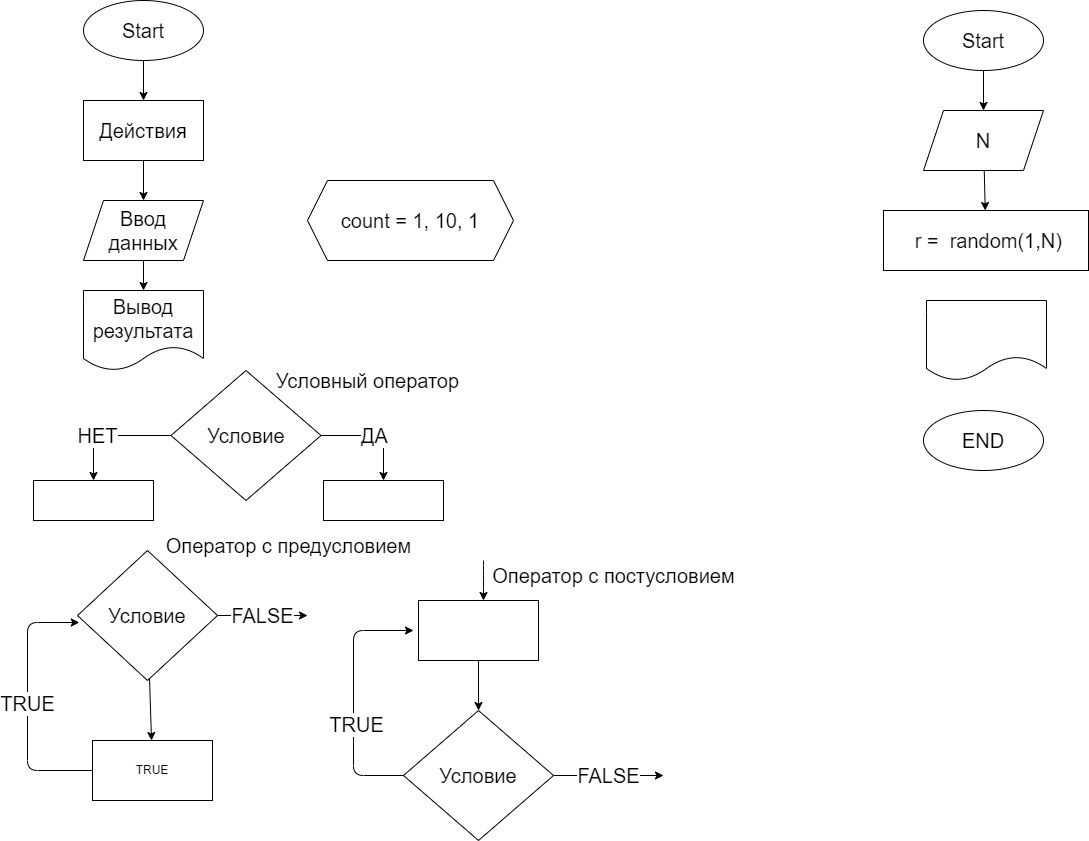 Start
Действия
Ввод
данных
Вывод
результата
count = 1, 10, 1
Условный оператор
НЕТ
Условие
ДА
Оператор с предусловием
Условие
FALSE
TRUE
TRUE
Оператор с постусловием
TRUE
Условие
FALSE
Start
N
r = random(1,N)
END